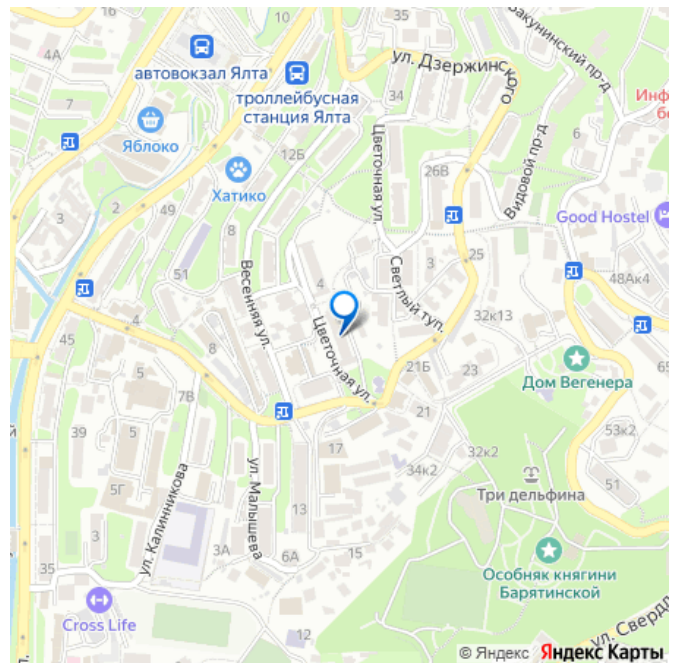 35
4А
автовокзал Ялта
ул. Дзержинского
Бакунинский пр-д
7
троллейбусная
станция Ялта
34
Яблоко
12Б
Цветочная ул.
26В
6
Видовой пр-д
Хатико
3
2
49
8
Good Hostel
51
Весенняя ул.
4
Светлый туп.
3
25
48Ак4
45
4
8
Цветочная ул.
32к13
21Б
23
Дом Вегенера
5
7В
21
39
5
17
34к2
32к2
53к2
5Г
ул. Калинникова
ул. Малышева
13
Три дельфина
51
3
3А
6А
15
35
Особняк княгини
Барятинской
Cross Life
12
ул. Свердл
© Яндекс Яндекс Карты